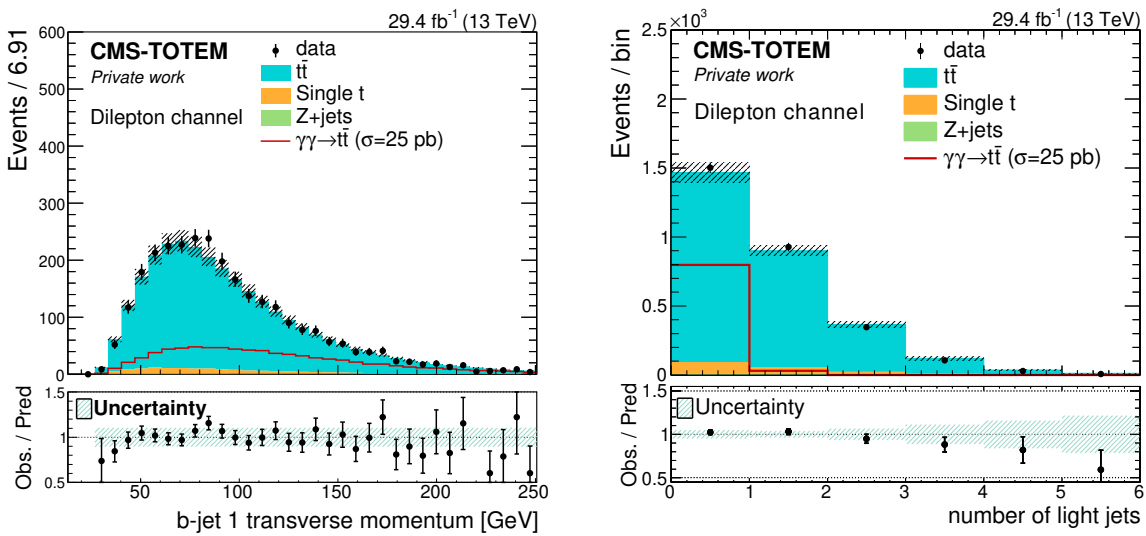 29.4 fb⁻¹ (13 TeV)
Events / 6.91
600
500
400
300
200
100
0
CMS-TOTEM
Private work
Dilepton channel
data
tt̄
Single t
Z+jets
γγ→tt̄ (σ=25 pb)
Obs. / Pred
1.5
1
0.5
Uncertainty
50 100 150 200 250
b-jet 1 transverse momentum [GeV]
×10³
29.4 fb⁻¹ (13 TeV)
Events / bin
2.5
2
1.5
1
0.5
0
CMS-TOTEM
Private work
Dilepton channel
data
tt̄
Single t
Z+jets
γγ→tt̄ (σ=25 pb)
Obs. / Pred
1.5
1
0.5
Uncertainty
0 1 2 3 4 5 6
number of light jets